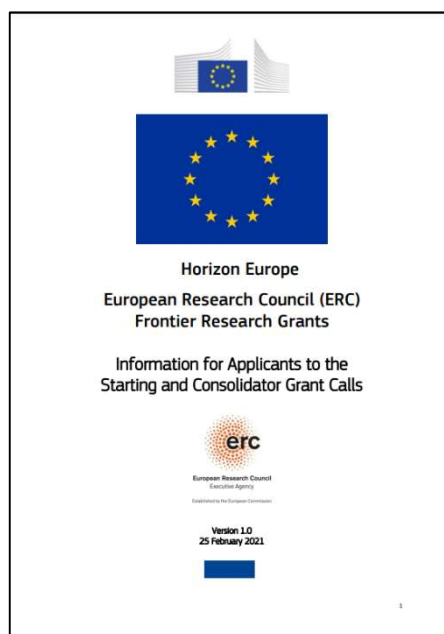 Horizon Europe
European Research Council (ERC)
Frontier Research Grants
Information for Applicants to the
Starting and Consolidator Grant Calls
erc
European Research Council
Executive Agency
Established by the European Commission
Version 1.0
25 February 2021
1